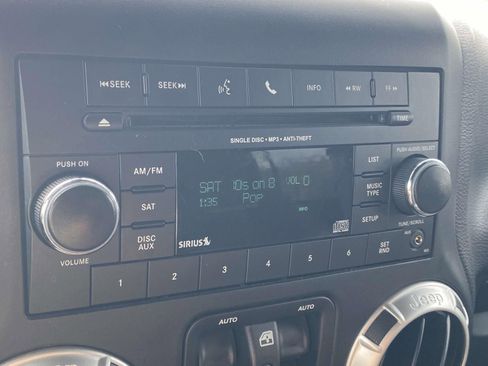 SEEK SEEK INFO RW FF
SINGLE DISC • MP3 • ANTI-THEFT
TIME
PUSH ON
VOLUME
AM/FM
SAT
DISC AUX
SAT 10s on 8 VOL 0
1:35 Pop
INFO
SIRIUS
LIST
MUSIC TYPE
SETUP
PUSH AUDIO/SELECT
TUNE/SCROLL
AUX
SET RND
1 2 3 4 5 6
AUTO AUTO
Jeep